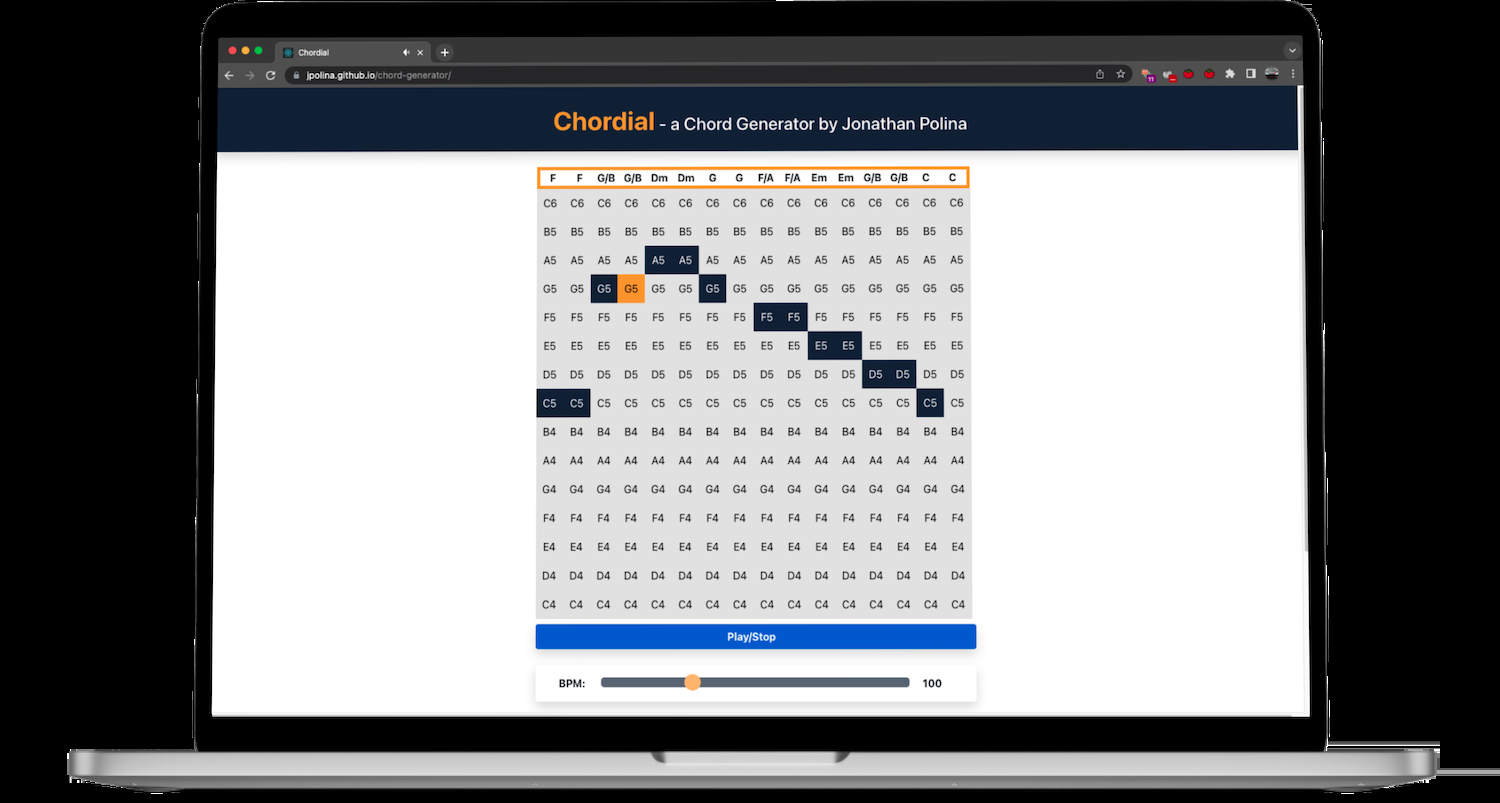 Chordial
jpolina.github.io/chord-generator/
11
Chordial - a Chord Generator by Jonathan Polina
F F G/B G/B Dm Dm G G F/A F/A Em Em G/B G/B C C
C6 C6 C6 C6 C6 C6 C6 C6 C6 C6 C6 C6 C6 C6 C6 C6
B5 B5 B5 B5 B5 B5 B5 B5 B5 B5 B5 B5 B5 B5 B5 B5
A5 A5 A5 A5 A5 A5 A5 A5 A5 A5 A5 A5 A5 A5 A5 A5
G5 G5 G5 G5 G5 G5 G5 G5 G5 G5 G5 G5 G5 G5 G5 G5
F5 F5 F5 F5 F5 F5 F5 F5 F5 F5 F5 F5 F5 F5 F5 F5
E5 E5 E5 E5 E5 E5 E5 E5 E5 E5 E5 E5 E5 E5 E5 E5
D5 D5 D5 D5 D5 D5 D5 D5 D5 D5 D5 D5 D5 D5 D5 D5
C5 C5 C5 C5 C5 C5 C5 C5 C5 C5 C5 C5 C5 C5 C5 C5
B4 B4 B4 B4 B4 B4 B4 B4 B4 B4 B4 B4 B4 B4 B4 B4
A4 A4 A4 A4 A4 A4 A4 A4 A4 A4 A4 A4 A4 A4 A4 A4
G4 G4 G4 G4 G4 G4 G4 G4 G4 G4 G4 G4 G4 G4 G4 G4
F4 F4 F4 F4 F4 F4 F4 F4 F4 F4 F4 F4 F4 F4 F4 F4
E4 E4 E4 E4 E4 E4 E4 E4 E4 E4 E4 E4 E4 E4 E4 E4
D4 D4 D4 D4 D4 D4 D4 D4 D4 D4 D4 D4 D4 D4 D4 D4
C4 C4 C4 C4 C4 C4 C4 C4 C4 C4 C4 C4 C4 C4 C4 C4
Play/Stop
BPM: 100